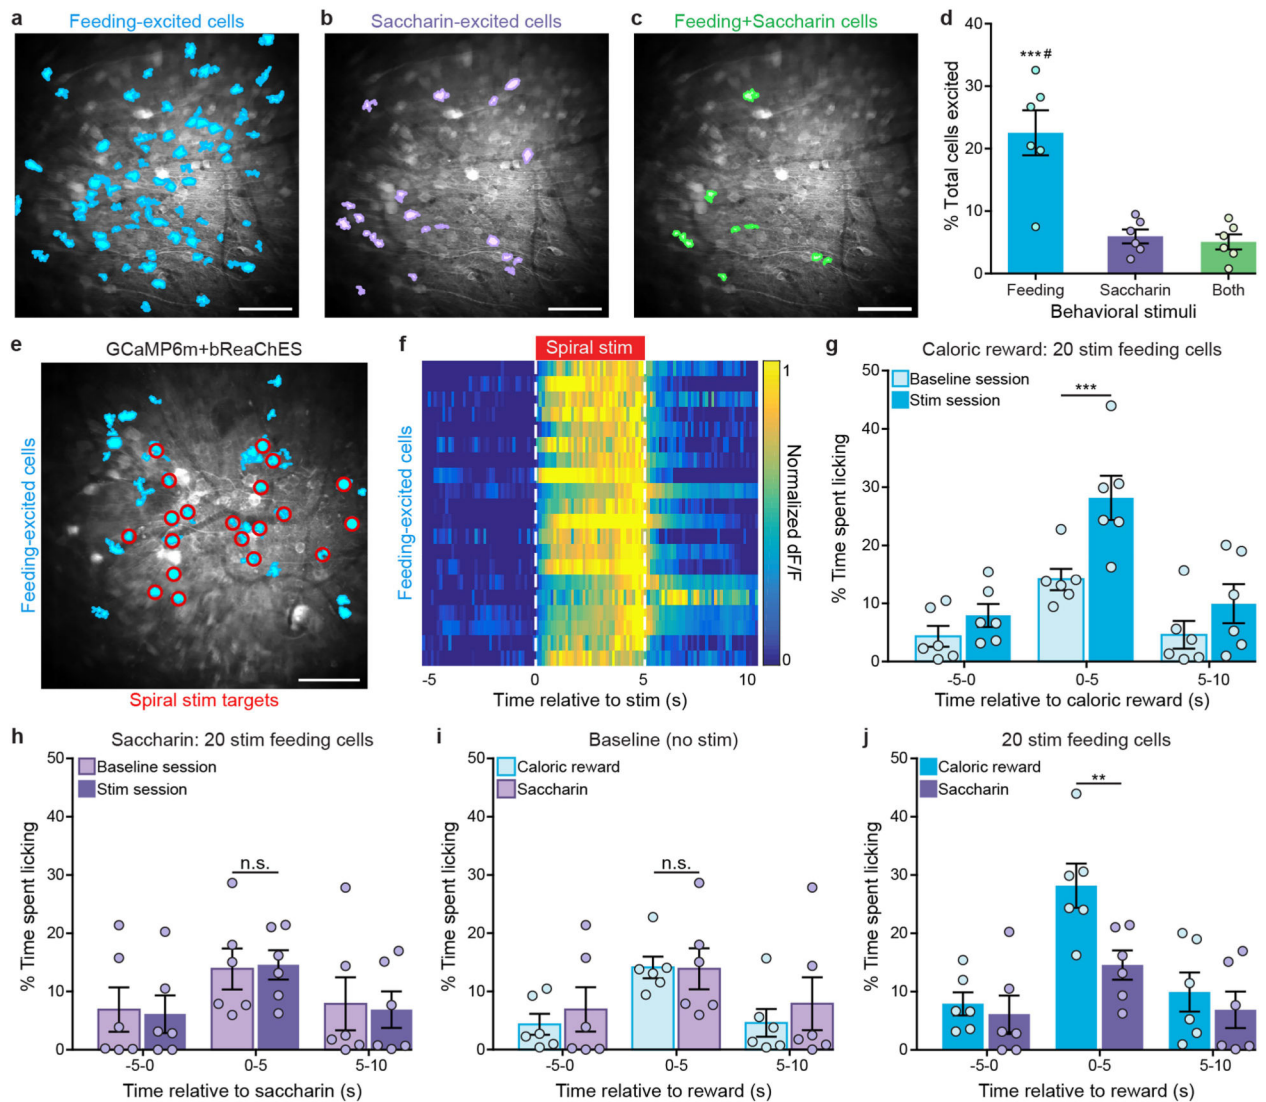 a Feeding-excited cells
b Saccharin-excited cells
c Feeding+Saccharin cells
d
% Total cells excited
40
30
20
10
0
***#
Feeding Saccharin Both
Behavioral stimuli
e GCaMP6m+bReaChES
Feeding-excited cells
Spiral stim targets
f
Spiral stim
Feeding-excited cells
1
0
Normalized dF/F
-5 0 5 10
Time relative to stim (s)
g Caloric reward: 20 stim feeding cells
Baseline session
Stim session
% Time spent licking
50
40
30
20
10
0
***
-5-0 0-5 5-10
Time relative to caloric reward (s)
h Saccharin: 20 stim feeding cells
Baseline session
Stim session
% Time spent licking
50
40
30
20
10
0
n.s.
-5-0 0-5 5-10
Time relative to saccharin (s)
i Baseline (no stim)
Caloric reward
Saccharin
% Time spent licking
50
40
30
20
10
0
n.s.
-5-0 0-5 5-10
Time relative to reward (s)
j 20 stim feeding cells
Caloric reward
Saccharin
% Time spent licking
50
40
30
20
10
0
**
-5-0 0-5 5-10
Time relative to reward (s)